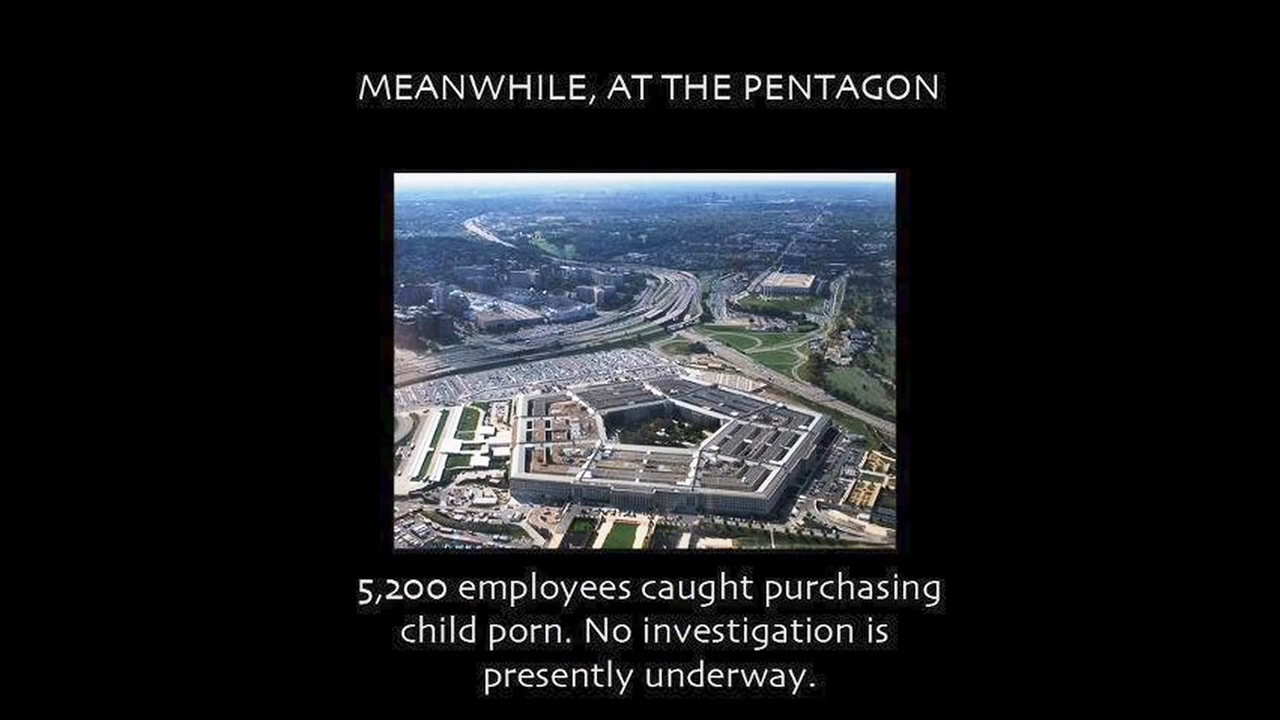 MEANWHILE, AT THE PENTAGON
5,200 employees caught purchasing
child porn. No investigation is
presently underway.